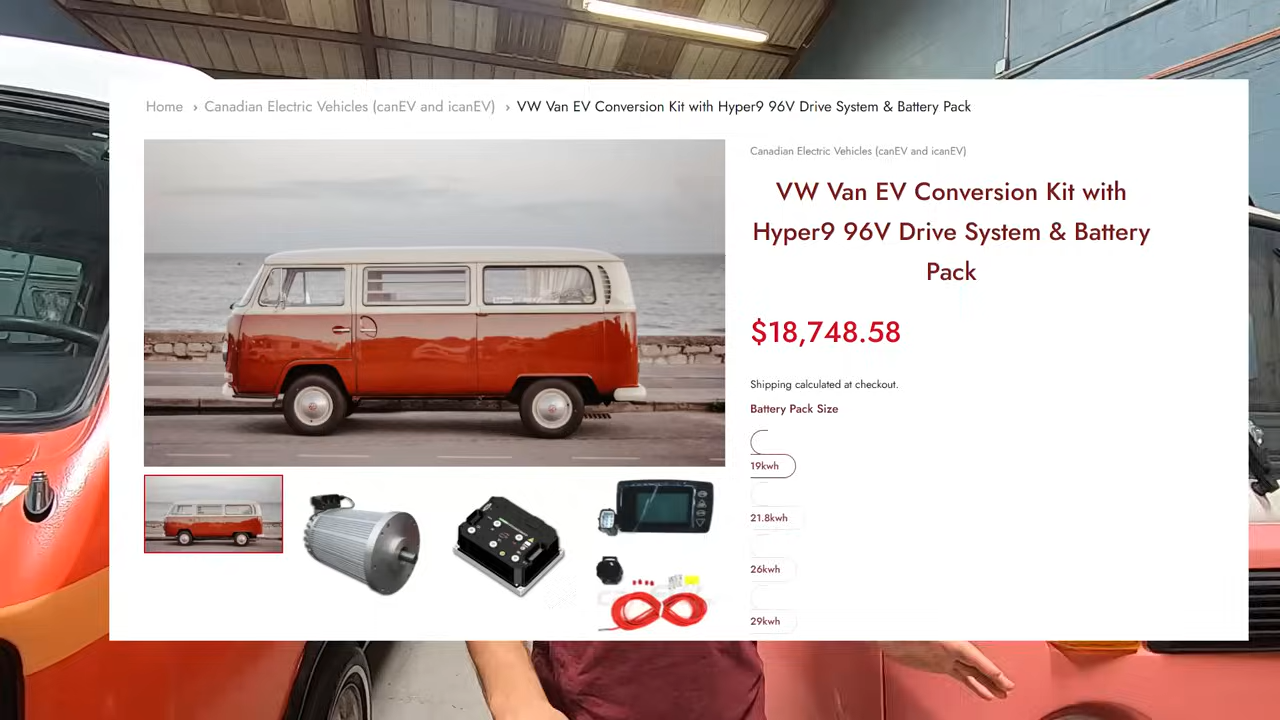 Home › Canadian Electric Vehicles (canEV and icanEV) › VW Van EV Conversion Kit with Hyper9 96V Drive System & Battery Pack
Canadian Electric Vehicles (canEV and icanEV)
VW Van EV Conversion Kit with
Hyper9 96V Drive System & Battery
Pack
$18,748.58
Shipping calculated at checkout.
Battery Pack Size
19kwh
21.8kwh
26kwh
29kwh